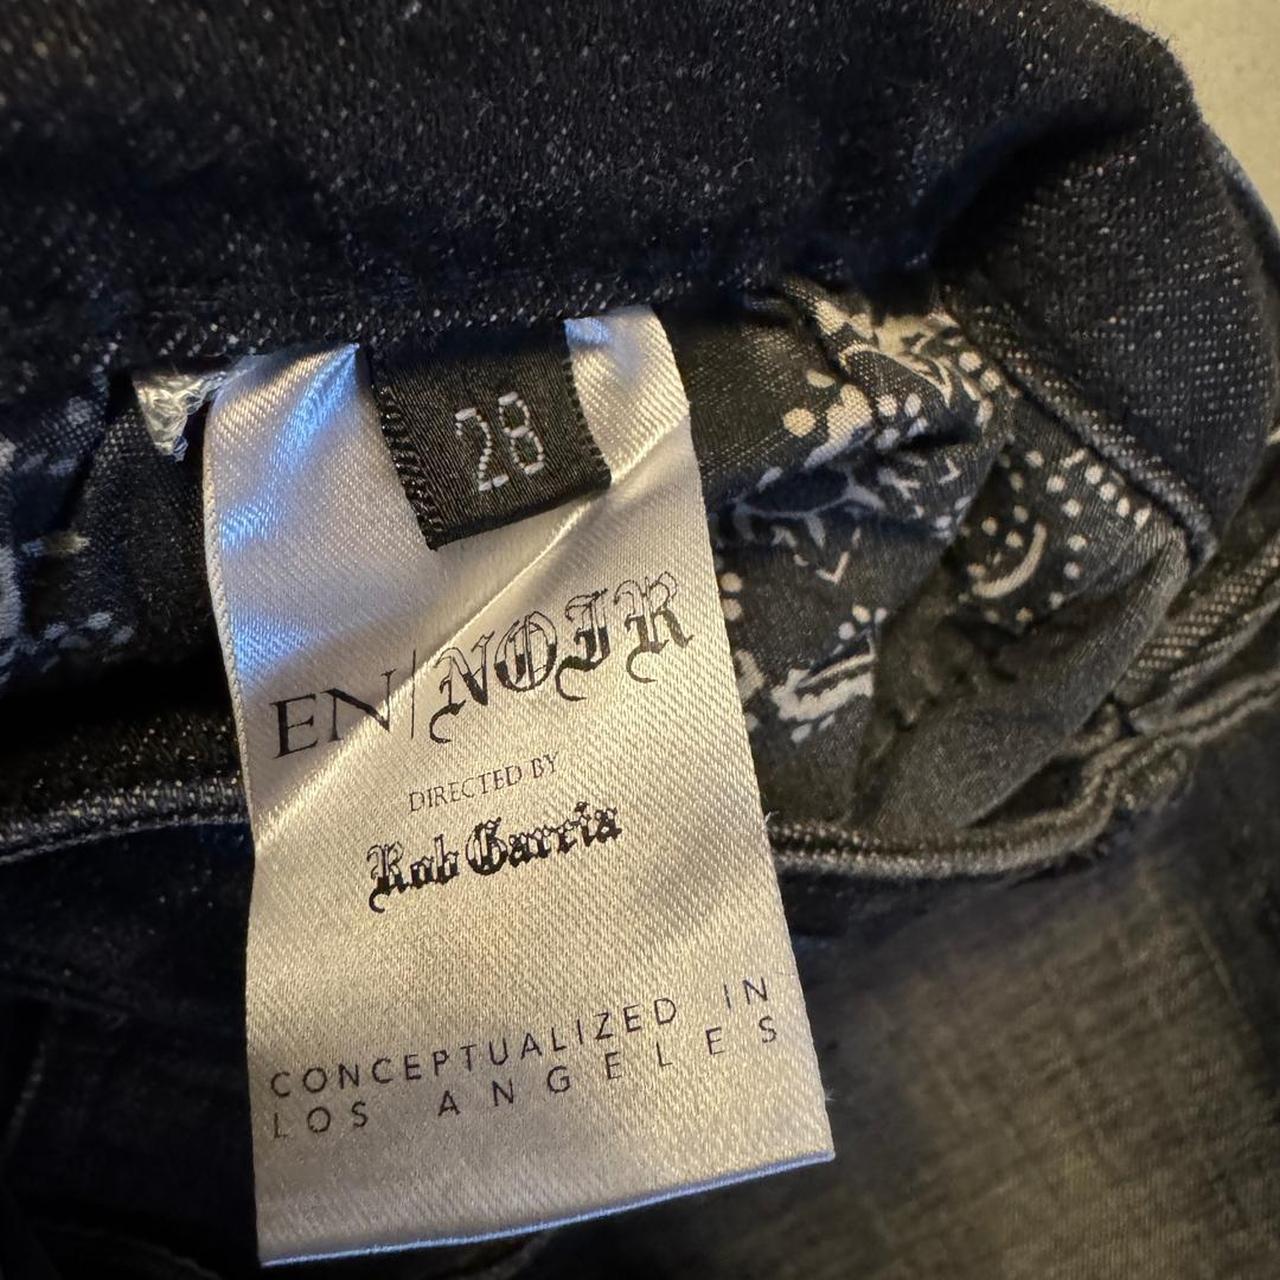 28
EN|NOIR
DIRECTED BY
Rob Garcia
CONCEPTUALIZED IN
LOS ANGELES